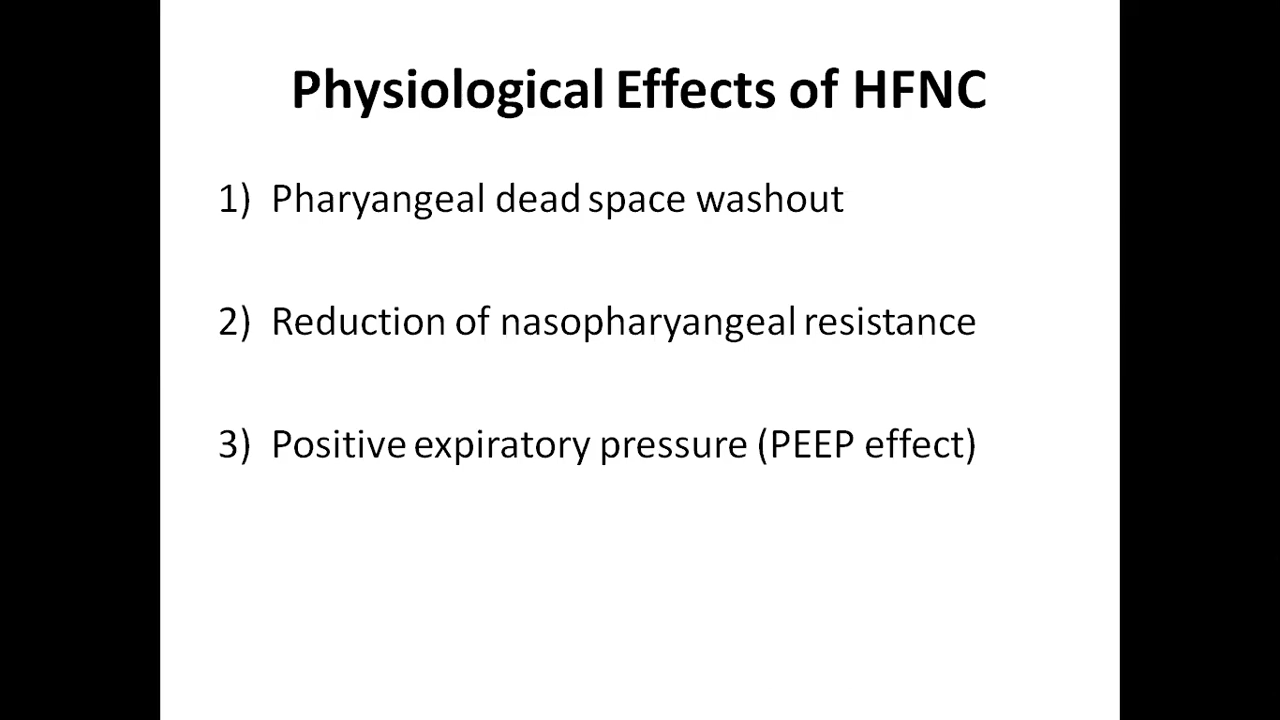 Physiological Effects of HFNC
1) Pharyangeal dead space washout
2) Reduction of nasopharyangeal resistance
3) Positive expiratory pressure (PEEP effect)